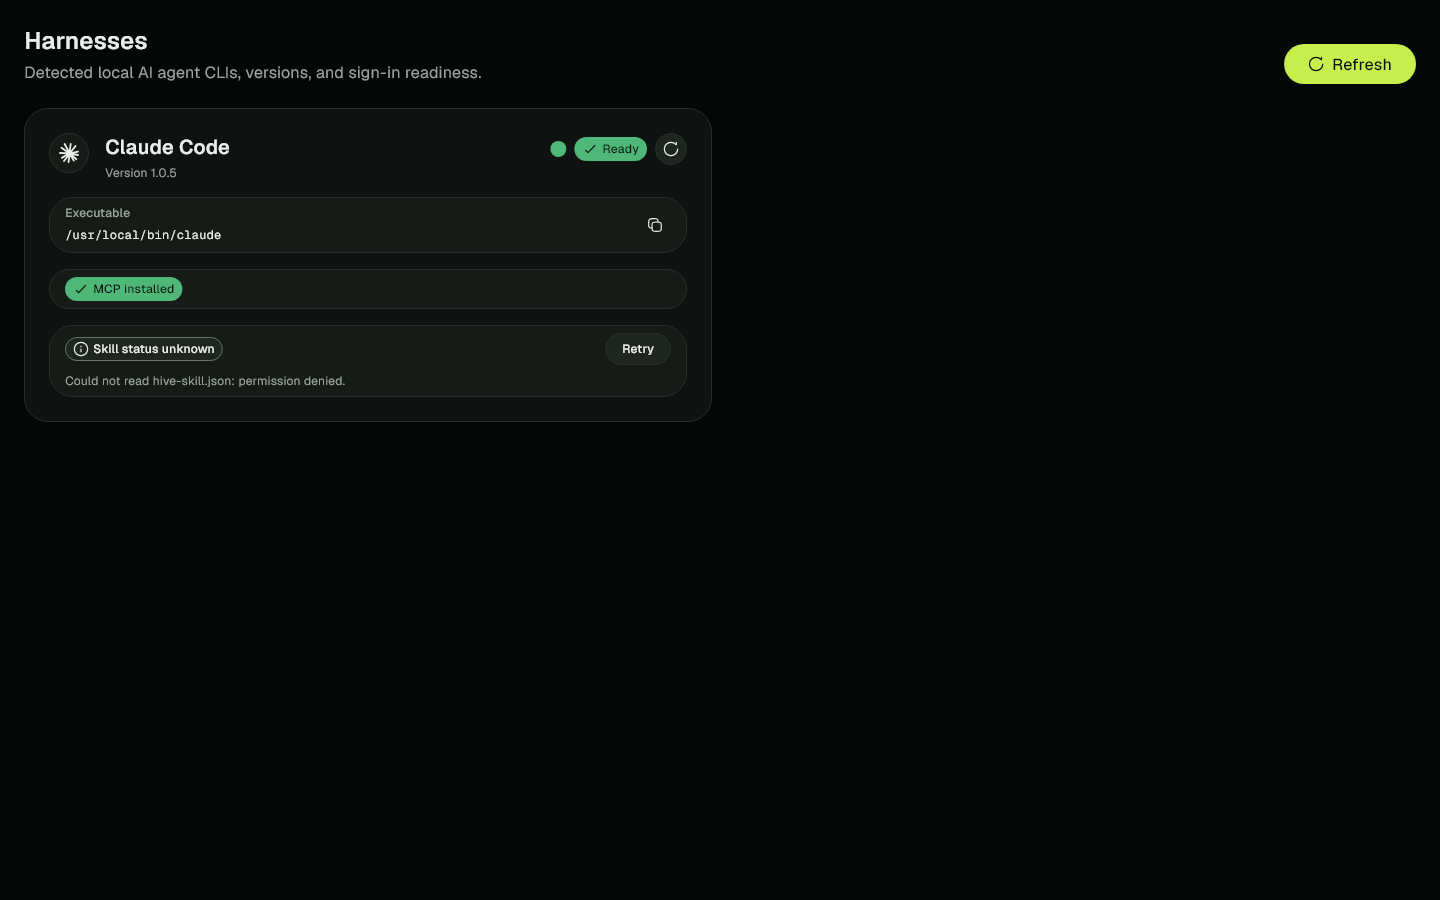 Harnesses
Detected local AI agent CLIs, versions, and sign-in readiness.
Refresh
Claude Code
Version 1.0.5
Ready
Executable
/usr/local/bin/claude
MCP installed
Skill status unknown
Retry
Could not read hive-skill.json: permission denied.